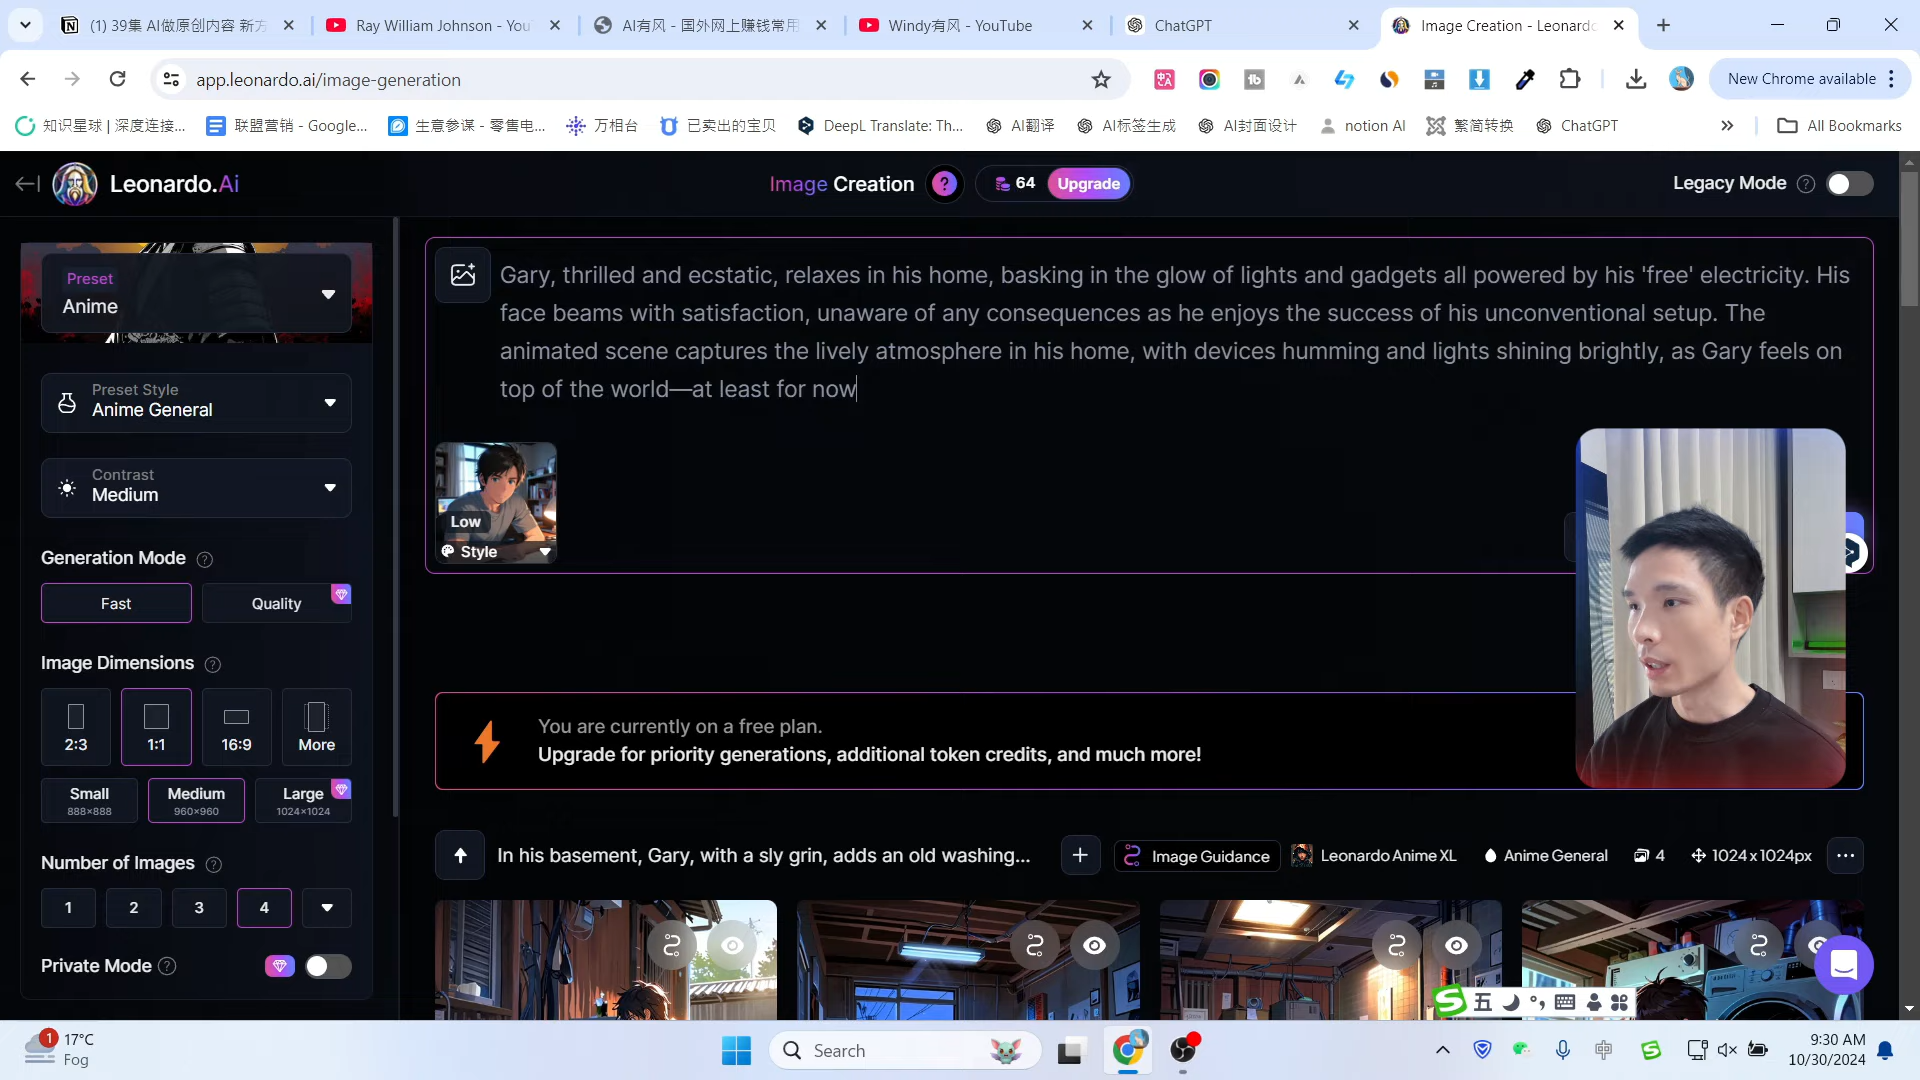 (1) 39集 AI做原创内容 新方
Ray William Johnson - You
AI有风 - 国外网上赚钱常用
Windy有风 - YouTube
ChatGPT
Image Creation - Leonardo
app.leonardo.ai/image-generation
New Chrome available
知识星球 | 深度连接...
联盟营销 - Google...
生意参谋 - 零售电...
万相台
已卖出的宝贝
DeepL Translate: Th...
AI翻译
AI标签生成
AI封面设计
notion AI
繁简转换
ChatGPT
All Bookmarks
Leonardo.Ai
Image Creation
?
64
Upgrade
Legacy Mode
Preset
Anime
Preset Style
Anime General
Contrast
Medium
Generation Mode
Fast
Quality
Image Dimensions
2:3
1:1
16:9
More
Small
888×888
Medium
960×960
Large
1024×1024
Number of Images
1
2
3
4
Private Mode
Gary, thrilled and ecstatic, relaxes in his home, basking in the glow of lights and gadgets all powered by his 'free' electricity. His
face beams with satisfaction, unaware of any consequences as he enjoys the success of his unconventional setup. The
animated scene captures the lively atmosphere in his home, with devices humming and lights shining brightly, as Gary feels on
top of the world—at least for now
Low
Style
You are currently on a free plan.
Upgrade for priority generations, additional token credits, and much more!
In his basement, Gary, with a sly grin, adds an old washing...
Image Guidance
Leonardo Anime XL
Anime General
4
1024 x 1024px
五
1
17°C
Fog
Search
中
9:30 AM
10/30/2024